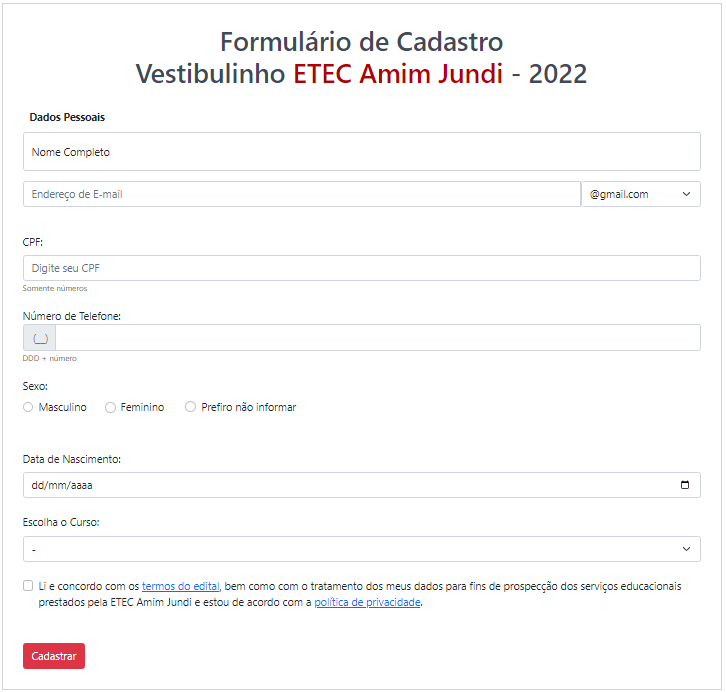 Formulário de Cadastro
Vestibulinho ETEC Amim Jundi - 2022
Dados Pessoais
Nome Completo
Endereço de E-mail @gmail.com
CPF:
Digite seu CPF
Somente números
Número de Telefone:
(__)
DDD + número
Sexo:
Masculino Feminino Prefiro não informar
Data de Nascimento:
dd/mm/aaaa
Escolha o Curso:
-
Li e concordo com os termos do edital, bem como com o tratamento dos meus dados para fins de prospecção dos serviços educacionais
prestados pela ETEC Amim Jundi e estou de acordo com a política de privacidade.
Cadastrar